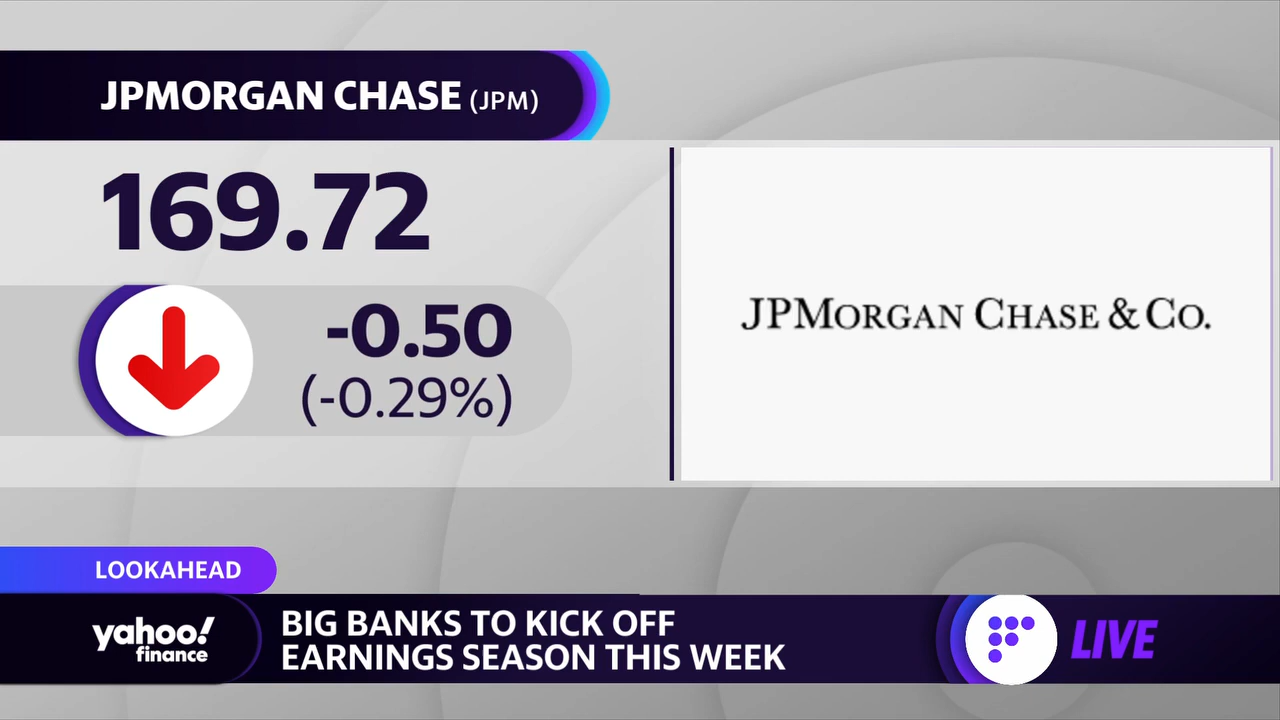 JPMORGAN CHASE (JPM)
169.72
-0.50
(-0.29%)
JPMORGAN CHASE & CO.
LOOKAHEAD
yahoo!
finance
BIG BANKS TO KICK OFF
EARNINGS SEASON THIS WEEK
LIVE